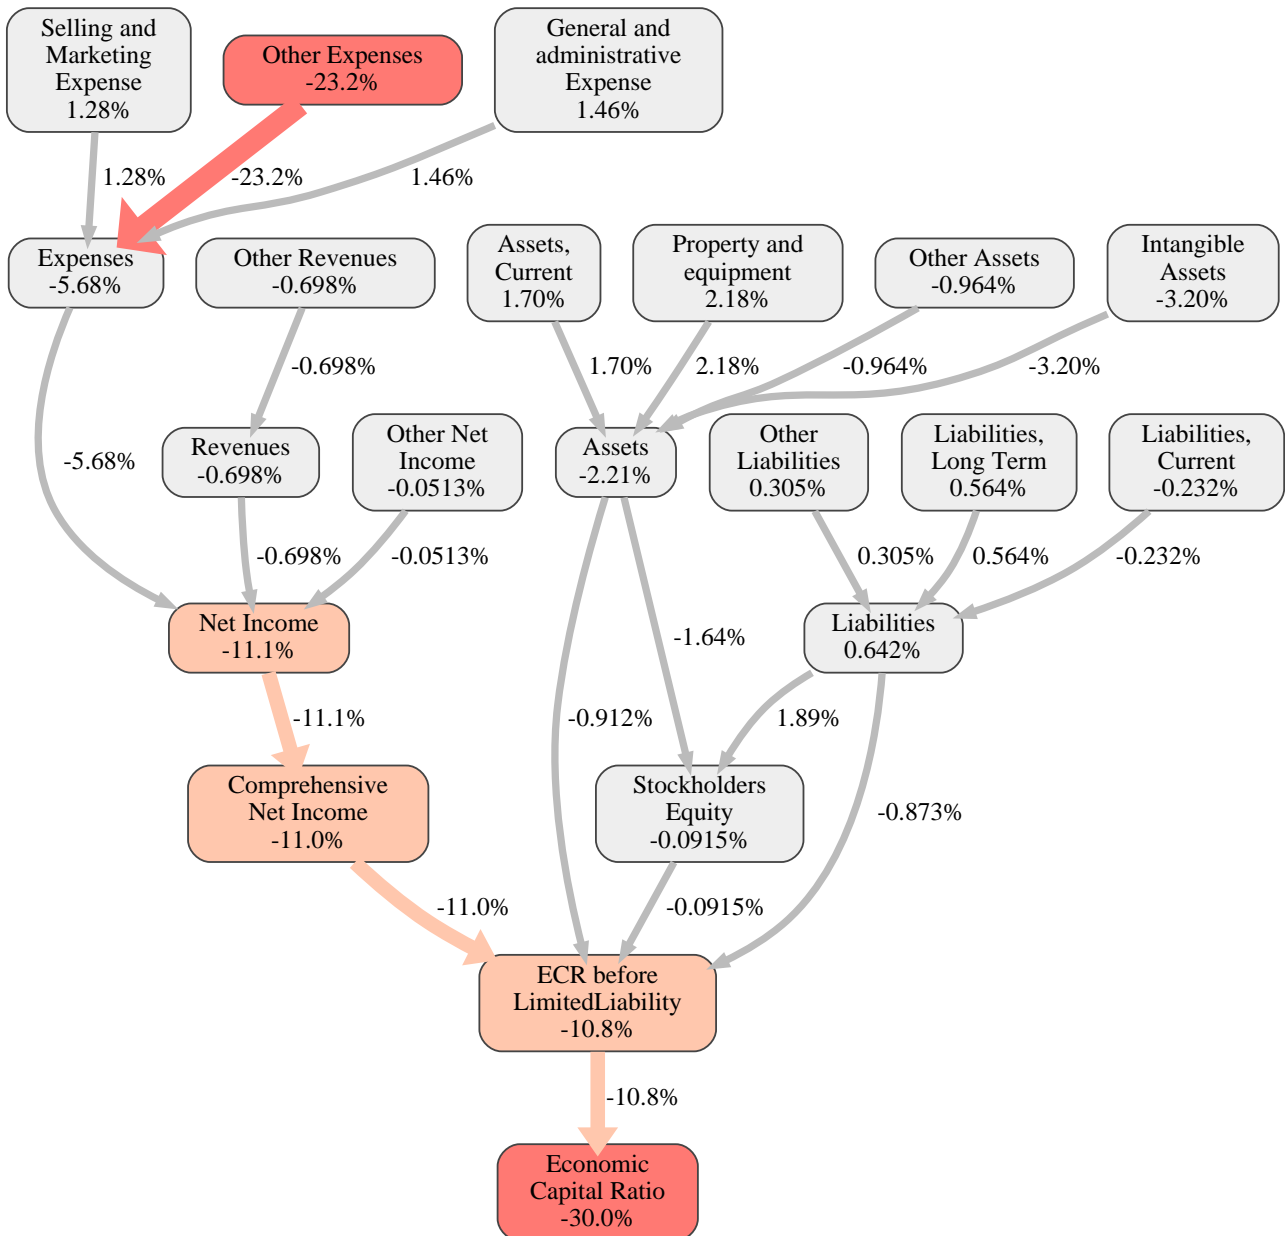 Selling and
Marketing
Expense
1.28%
Other Expenses
-23.2%
General and
administrative
Expense
1.46%
1.28%
-23.2%
1.46%
Expenses
-5.68%
Other Revenues
-0.698%
Assets,
Current
1.70%
Property and
equipment
2.18%
Other Assets
-0.964%
Intangible
Assets
-3.20%
-0.698%
1.70%
2.18%
-0.964%
-3.20%
-5.68%
Revenues
-0.698%
Other Net
Income
-0.0513%
Assets
-2.21%
Other
Liabilities
0.305%
Liabilities,
Long Term
0.564%
Liabilities,
Current
-0.232%
-0.698%
-0.0513%
0.305%
0.564%
-0.232%
Net Income
-11.1%
-1.64%
Liabilities
0.642%
-11.1%
-0.912%
1.89%
Comprehensive
Net Income
-11.0%
Stockholders
Equity
-0.0915%
-0.873%
-11.0%
-0.0915%
ECR before
LimitedLiability
-10.8%
-10.8%
Economic
Capital Ratio
-30.0%